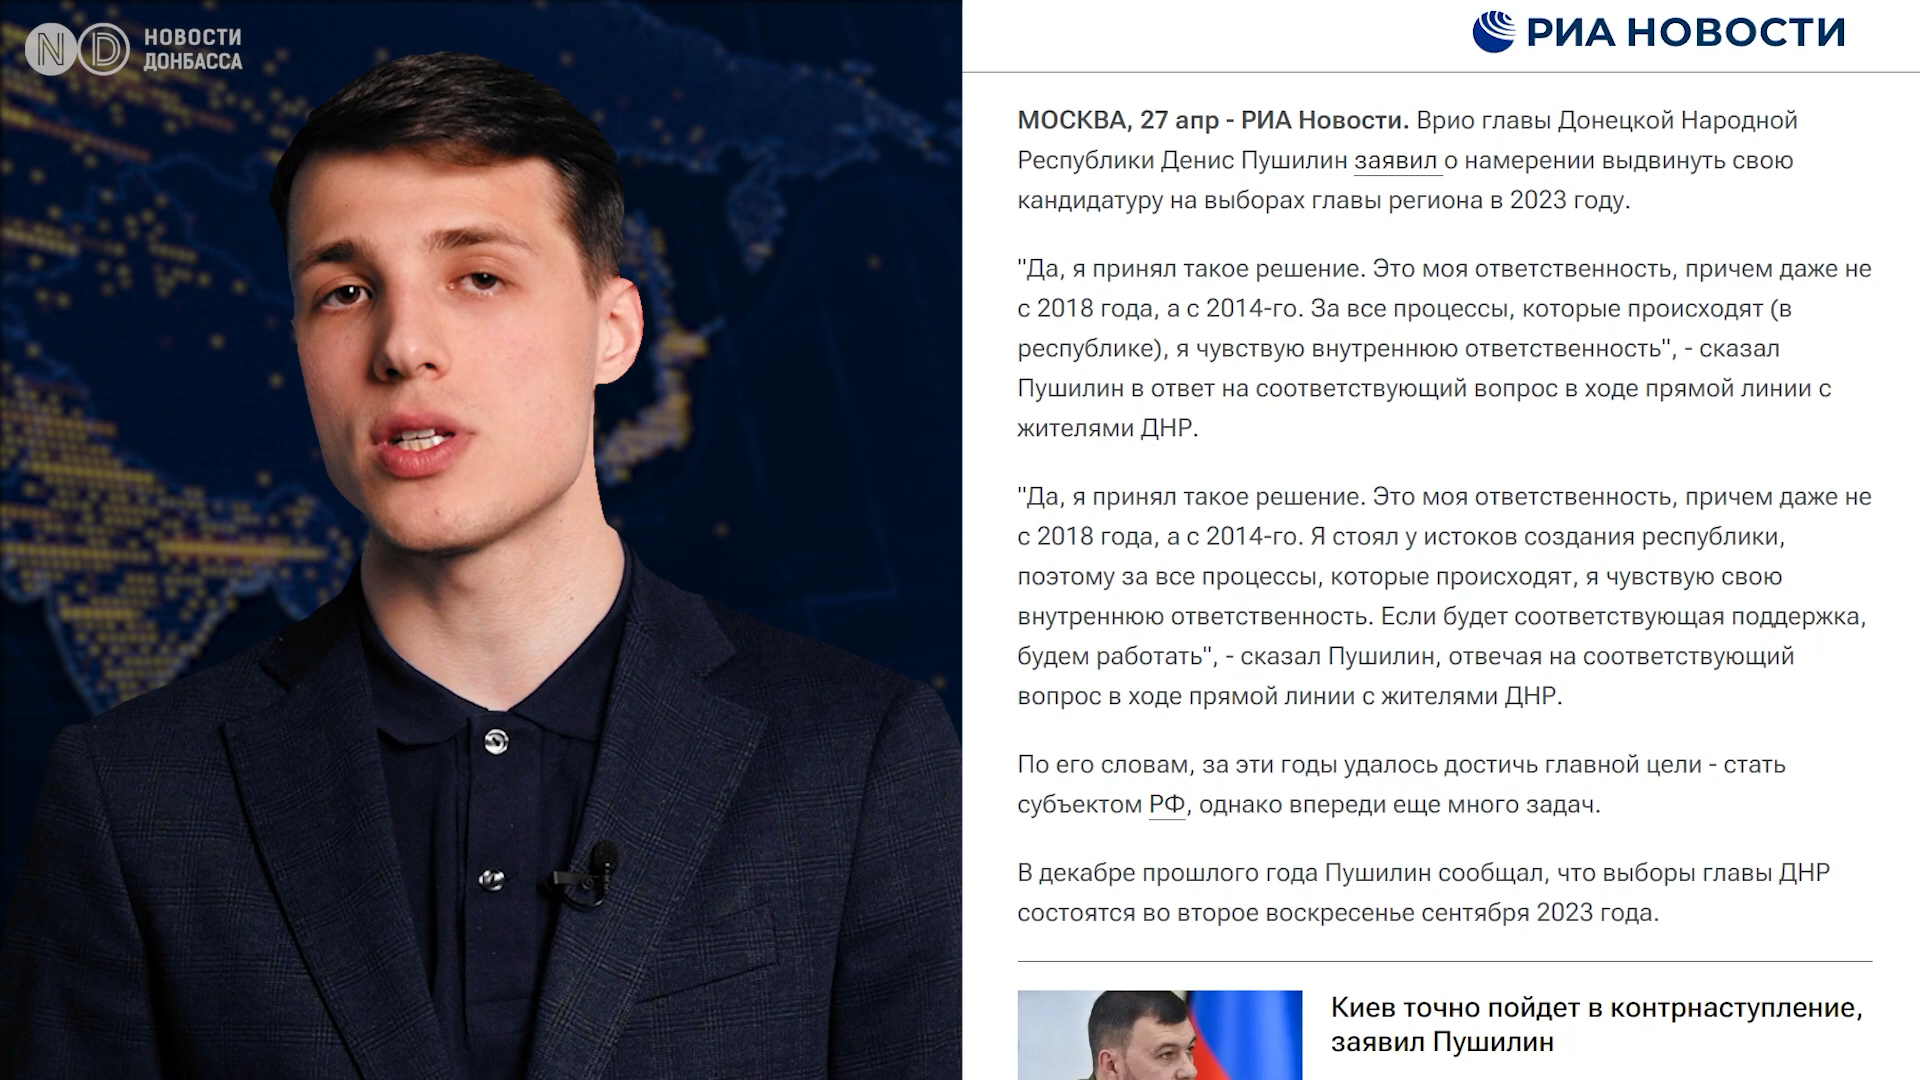 ND НОВОСТИ
ДОНБАССА
РИА НОВОСТИ
МОСКВА, 27 апр - РИА Новости. Врио главы Донецкой Народной
Республики Денис Пушилин заявил о намерении выдвинуть свою
кандидатуру на выборах главы региона в 2023 году.
"Да, я принял такое решение. Это моя ответственность, причем даже не
с 2018 года, а с 2014-го. За все процессы, которые происходят (в
республике), я чувствую внутреннюю ответственность", - сказал
Пушилин в ответ на соответствующий вопрос в ходе прямой линии с
жителями ДНР.
"Да, я принял такое решение. Это моя ответственность, причем даже не
с 2018 года, а с 2014-го. Я стоял у истоков создания республики,
поэтому за все процессы, которые происходят, я чувствую свою
внутреннюю ответственность. Если будет соответствующая поддержка,
будем работать", - сказал Пушилин, отвечая на соответствующий
вопрос в ходе прямой линии с жителями ДНР.
По его словам, за эти годы удалось достичь главной цели - стать
субъектом РФ, однако впереди еще много задач.
В декабре прошлого года Пушилин сообщал, что выборы главы ДНР
состоятся во второе воскресенье сентября 2023 года.
Киев точно пойдет в контрнаступление,
заявил Пушилин